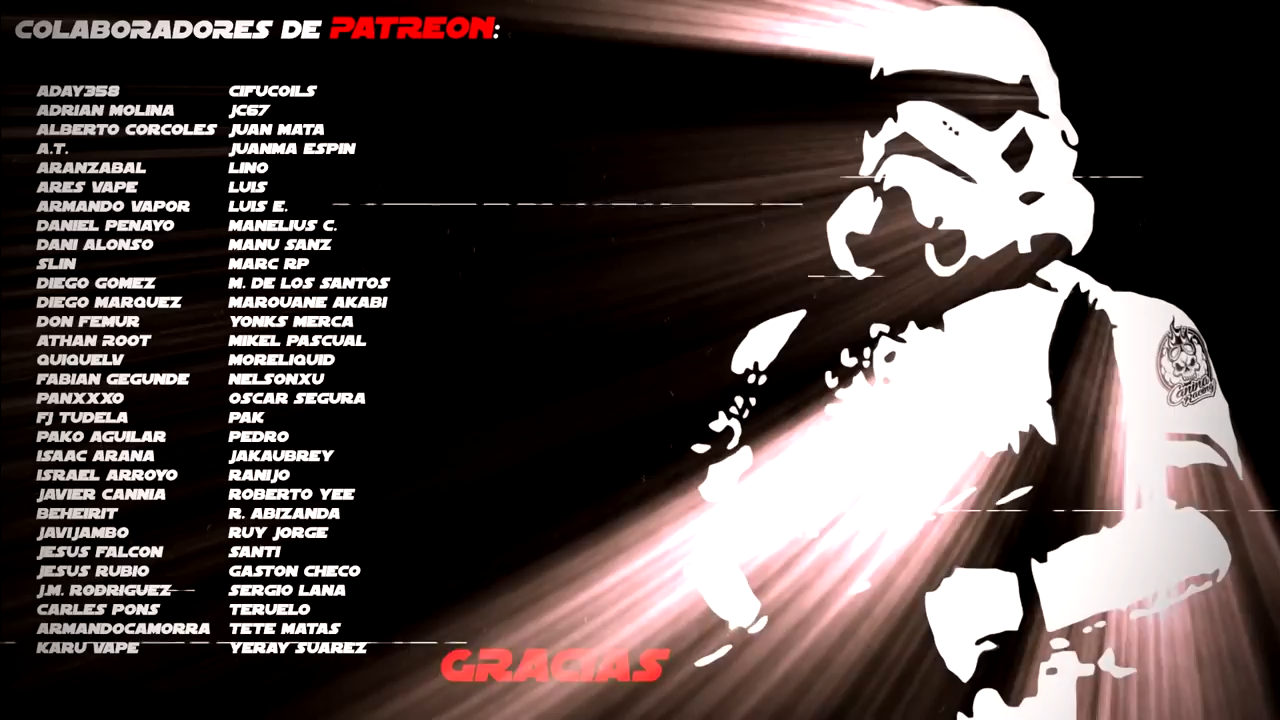 COLABORADORES DE PATREON:
ADAY358
ADRIAN MOLINA
ALBERTO CORCOLES
A.T.
ARANZABAL
ARES VAPE
ARMANDO VAPOR
DANIEL PENAYO
DANI ALONSO
SLIN
DIEGO GOMEZ
DIEGO MARQUEZ
DON FEMUR
ATHAN ROOT
QUIQUELV
FABIAN GEGUNDE
PANXXXO
FJ TUDELA
PAKO AGUILAR
ISAAC ARANA
ISRAEL ARROYO
JAVIER CANNIA
BEHEIRIT
JAVIJAMBO
JESUS FALCON
JESUS RUBIO
J.M. RODRIGUEZ
CARLES PONS
ARMANDOCAMORRA
KARU VAPE
CIFUCOILS
JC67
JUAN MATA
JUANMA ESPIN
LINO
LUIS
LUIS E.
MANELIUS C.
MANU SANZ
MARC RP
M. DE LOS SANTOS
MAROUANE AKABI
YONKS MERCA
MIKEL PASCUAL
MORELIQUID
NELSONXU
OSCAR SEGURA
PAK
PEDRO
JAKAUBREY
RANIJO
ROBERTO YEE
R. ABIZANDA
RUY JORGE
SANTI
GASTON CHECO
SERGIO LANA
TERUELO
TETE MATAS
YERAY SUAREZ
GRACIAS
Canina
Racing